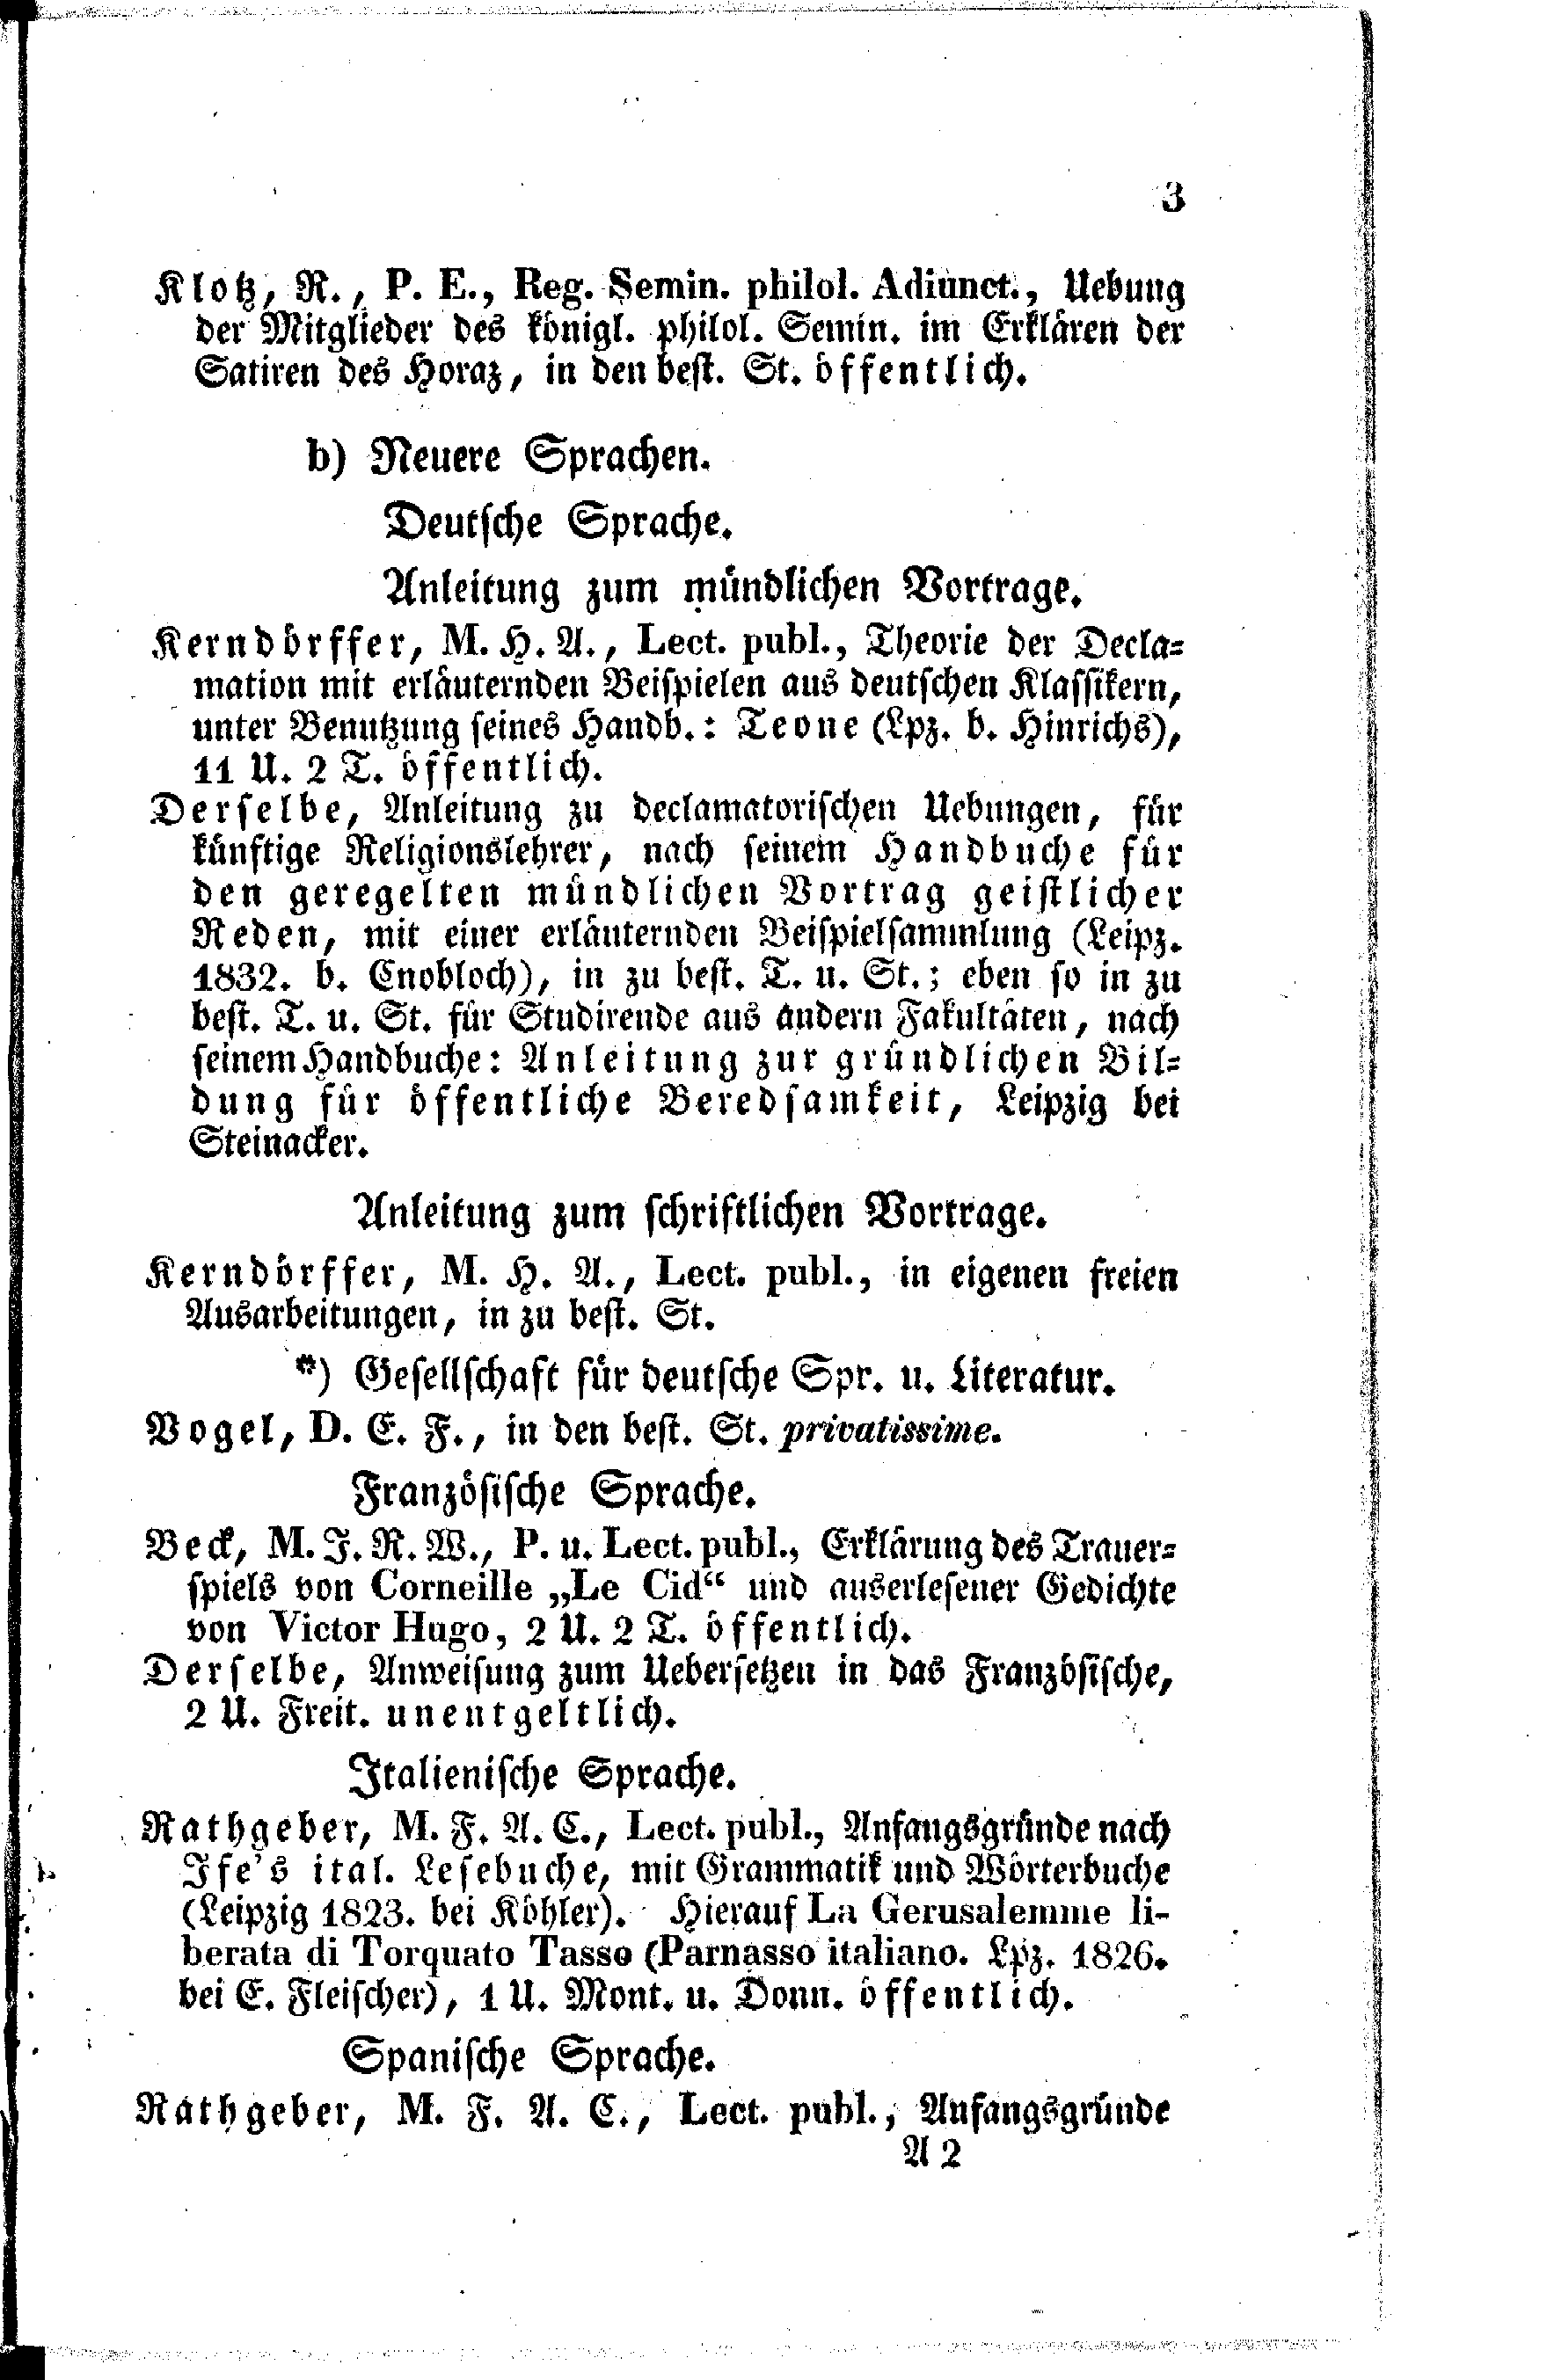 3
Klotz, R., P. E., Reg. Semin. philol. Adiunct., Uebung
der Mitglieder des königl. philol. Semin. im Erklären der
Satiren des Horaz, in den best. St. öffentlich.
b) Neuere Sprachen.
Deutsche Sprache.
Anleitung zum mündlichen Vortrage.
Kerndörffer, M. H. A., Lect. publ., Theorie der Decla-
mation mit erläuternden Beispielen aus deutschen Klassikern,
unter Benutzung seines Handb.: Teone (Lpz. b. Hinrichs),
11 U. 2 T. öffentlich.
Derselbe, Anleitung zu declamatorischen Uebungen, für
künftige Religionslehrer, nach seinem Handbuche für
den geregelten mündlichen Vortrag geistlicher
Reden, mit einer erläuternden Beispielsammlung (Leipz.
1832. b. Cnobloch), in zu best. T. u. St.; eben so in zu
best. T. u. St. für Studirende aus andern Fakultäten, nach
seinem Handbuche: Anleitung zur gründlichen Bil-
dung für öffentliche Beredsamkeit, Leipzig bei
Steinacker.
Anleitung zum schriftlichen Vortrage.
Kerndörffer, M. H. A., Lect. publ., in eigenen freien
Ausarbeitungen, in zu best. St.
*) Gesellschaft für deutsche Spr. u. Literatur.
Vogel, D. E. F., in den best. St. privatissime.
Französische Sprache.
Beck, M. J. R. W., P. u. Lect. publ., Erklärung des Trauer-
spiels von Corneille „Le Cid“ und auserlesener Gedichte
von Victor Hugo, 2 U. 2 T. öffentlich.
Derselbe, Anweisung zum Uebersetzen in das Französische,
2 U. Freit. unentgeltlich.
Italienische Sprache.
Rathgeber, M. F. A. C., Lect. publ., Anfangsgründe nach
Ife's ital. Lesebuche, mit Grammatik und Wörterbuche
(Leipzig 1823. bei Köhler). Hierauf La Gerusalemme li-
berata di Torquato Tasso (Parnasso italiano. Lpz. 1826.
bei E. Fleischer), 1 U. Mont. u. Donn. öffentlich.
Spanische Sprache.
Rathgeber, M. F. A. C., Lect. publ., Anfangsgründe
A 2